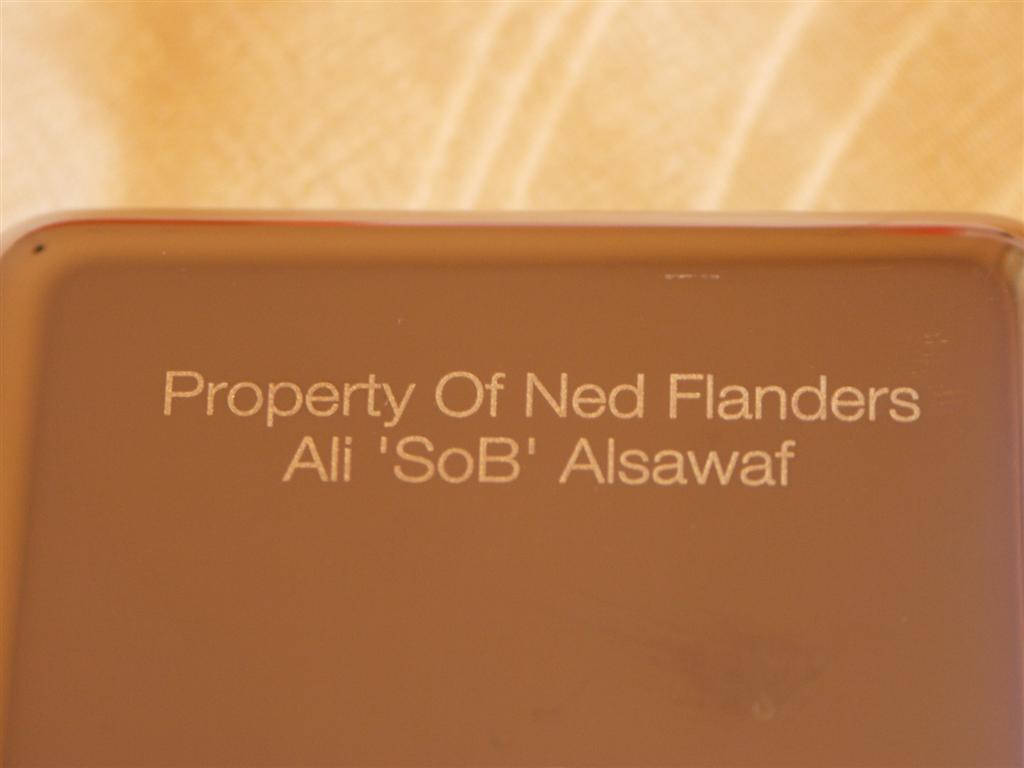 Property Of Ned Flanders
Ali 'SoB' Alsawaf